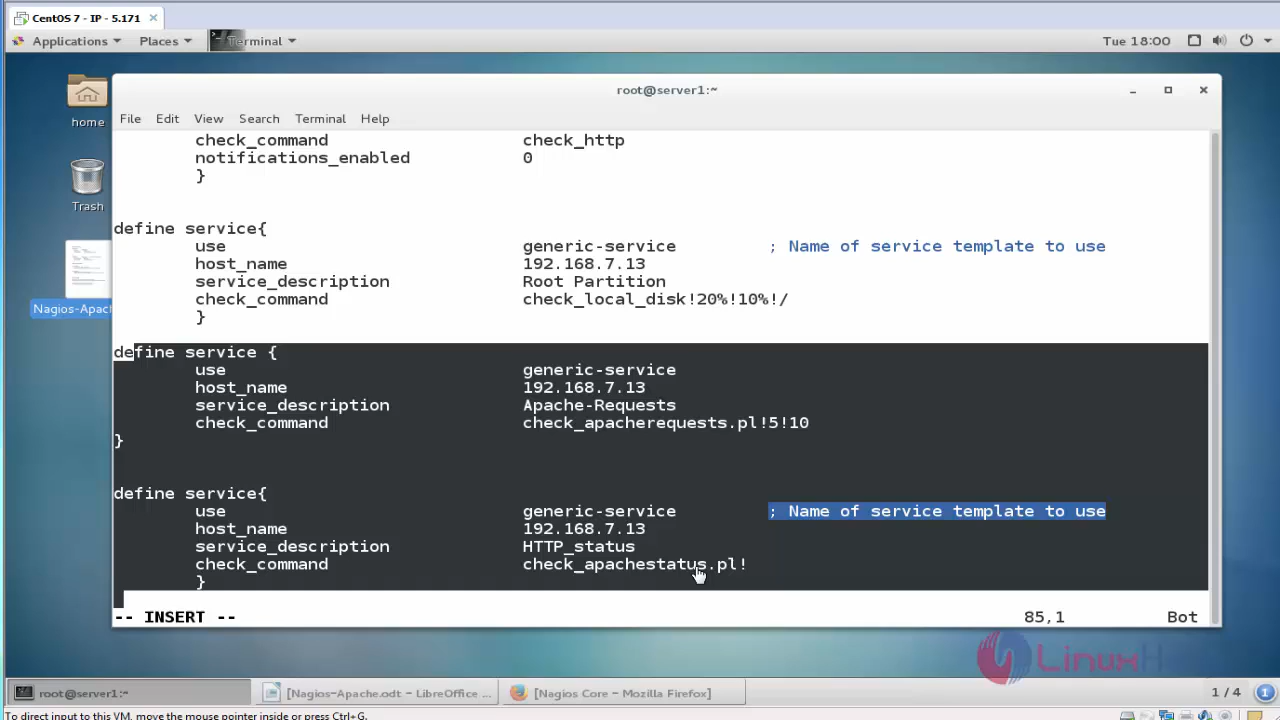 CentOS 7 - IP - 5.171
Applications Places Terminal Tue 18:00
root@server1:~
File Edit View Search Terminal Help
home
Trash
Nagios-Apac
check_command check_http
notifications_enabled 0
}
define service{
use generic-service ; Name of service template to use
host_name 192.168.7.13
service_description Root Partition
check_command check_local_disk!20%!10%!/
}
define service {
use generic-service
host_name 192.168.7.13
service_description Apache-Requests
check_command check_apacherequests.pl!5!10
}
define service{
use generic-service ; Name of service template to use
host_name 192.168.7.13
service_description HTTP_status
check_command check_apachestatus.pl!
}
-- INSERT -- 85,1 Bot
root@server1:~ [Nagios-Apache.odt - LibreOffice ... [Nagios Core - Mozilla Firefox] 1 / 4 1
To direct input to this VM, move the mouse pointer inside or press Ctrl+G.